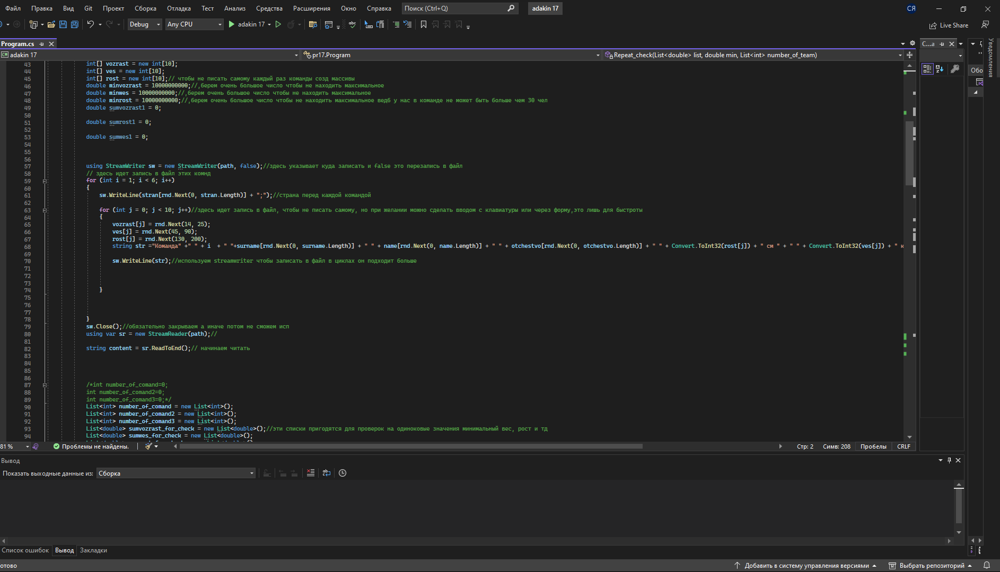 Файл Правка Вид Git Проект Сборка Отладка Тест Анализ Средства Расширения Окно Справка Поиск (Ctrl+Q) adakin 17 СЯ
Debug Any CPU adakin 17 Live Share
Program.cs
adakin 17 pr17.Program Repeat_check(List<double> list, double min, List<int> number_of_team)
43 int[] vozrast = new int[10];
44 int[] ves = new int[10];
45 int[] rost = new int[10];// чтобы не писать самому каждый раз команды созд массивы
46 double minvozrast = 10000000000;//,берем очень большое число чтобы не находить максимальное
47 double minwes = 10000000000;//,берем очень большое число чтобы не находить максимальное
48 double minrost = 10000000000;//,берем очень большое число чтобы не находить максимальное ведб у нас в команде не может быть больше чем 30 чел
49 double sumvozrast1 = 0;
50
51 double sumrost1 = 0;
52
53 double sumwes1 = 0;
54
55
56
57 using StreamWriter sw = new StreamWriter(path, false);//здесь указывает куда записать и false это перезапись в файл
58 // здесь идет запись в файл этих комнд
59 for (int i = 1; i < 6; i++)
60 {
61 sw.WriteLine(stran[rnd.Next(0, stran.Length)] + ";");//страна перед каждой командой
62
63 for (int j = 0; j < 10; j++)//здесь идет запись в файл, чтобы не писать самому, но при желании можно сделать вводом с клавиатуры или через форму,это лишь для быстроты
64 {
65 vozrast[j] = rnd.Next(14, 25);
66 ves[j] = rnd.Next(45, 90);
67 rost[j] = rnd.Next(130, 200);
68 string str ="Команда" +" " + i + " "+surname[rnd.Next(0, surname.Length)] + " " + name[rnd.Next(0, name.Length)] + " " + otchestvo[rnd.Next(0, otchestvo.Length)] + " " + Convert.ToInt32(rost[j]) + " см " + " " + Convert.ToInt32(ves[j]) + " к
69
70 sw.WriteLine(str);//используем streamwriter чтобы записать в файл в циклах он подходит больше
71
72
73
74 }
75
76
77
78 }
79 sw.Close();//обязательно закрываем а иначе потом не сможем исп
80 using var sr = new StreamReader(path);//
81
82 string content = sr.ReadToEnd();// начинаем читать
83
84
85
86
87 /*int number_of_comand=0;
88 int number_of_comand2=0;
89 int number_of_comand3=0;*/
90 List<int> number_of_comand = new List<int>();
91 List<int> number_of_comand2 = new List<int>();
92 List<int> number_of_comand3 = new List<int>();
93 List<double> sumvozrast_for_check = new List<double>();//эти списки пригодятся для проверок на одиноковые значения минимальный вес, рост и тд
94 List<double> sumwes_for_check = new List<double>();
81 % Проблемы не найдены. Стр: 2 Симв: 208 Пробелы CRLF
Вывод
Показать выходные данные из: Сборка
Список ошибок Вывод Закладки
отово Добавить в систему управления версиями Выбрать репозиторий
С...а
Обо
Уведомления